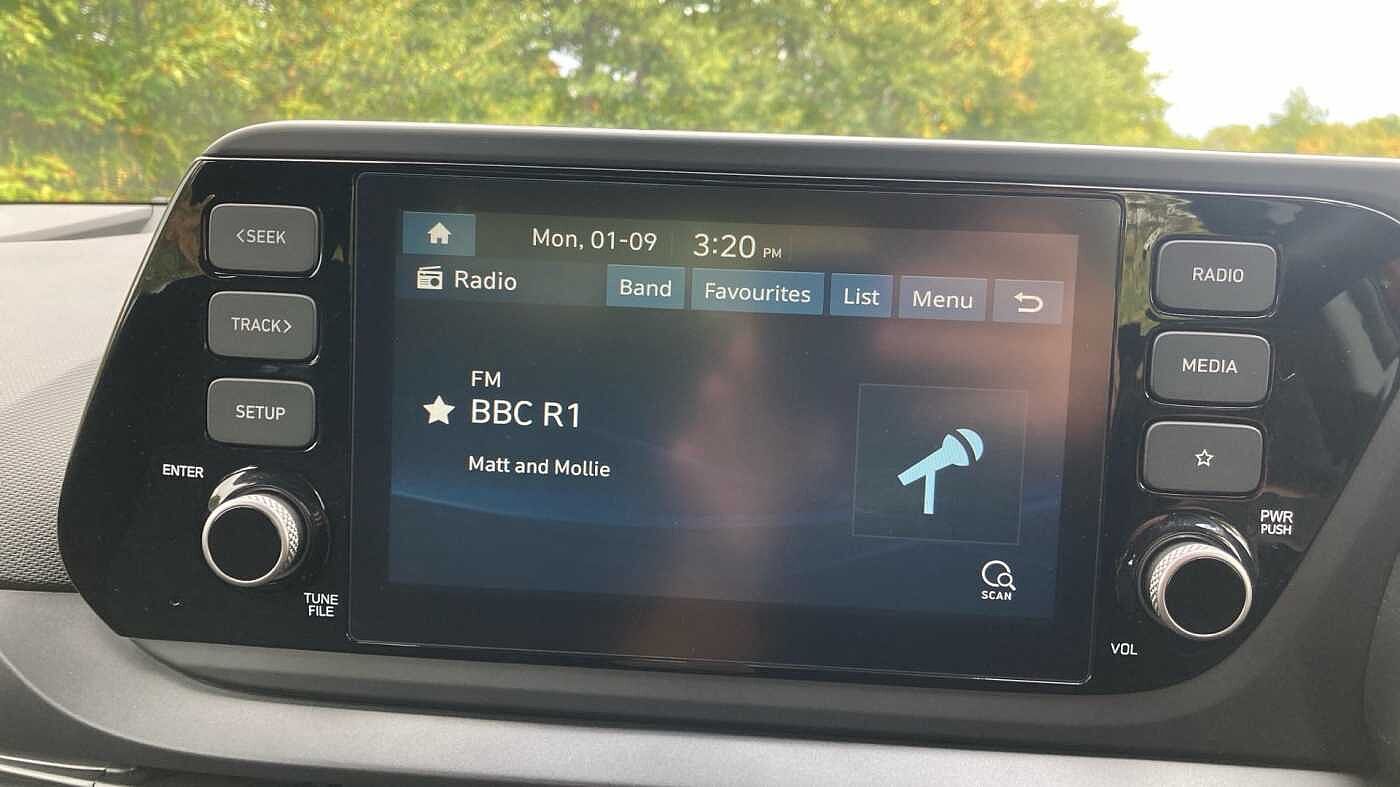 <SEEK
TRACK>
SETUP
ENTER
TUNE
FILE
Mon, 01-09 3:20 PM
Radio Band Favourites List Menu
FM
BBC R1
Matt and Mollie
SCAN
RADIO
MEDIA
PWR
PUSH
VOL